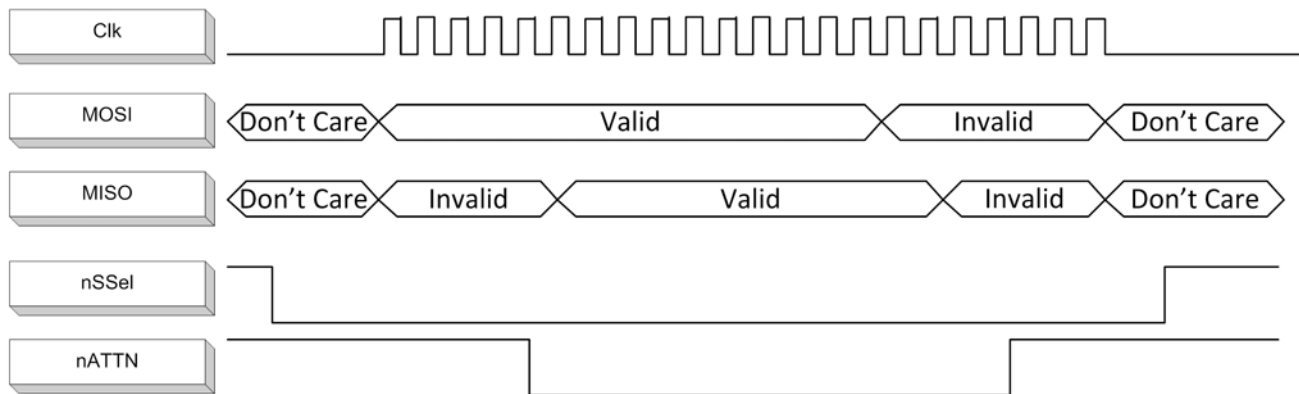 Clk
MOSI
Don't Care Valid Invalid Don't Care
MISO
Don't Care Invalid Valid Invalid Don't Care
nSSel
nATTN